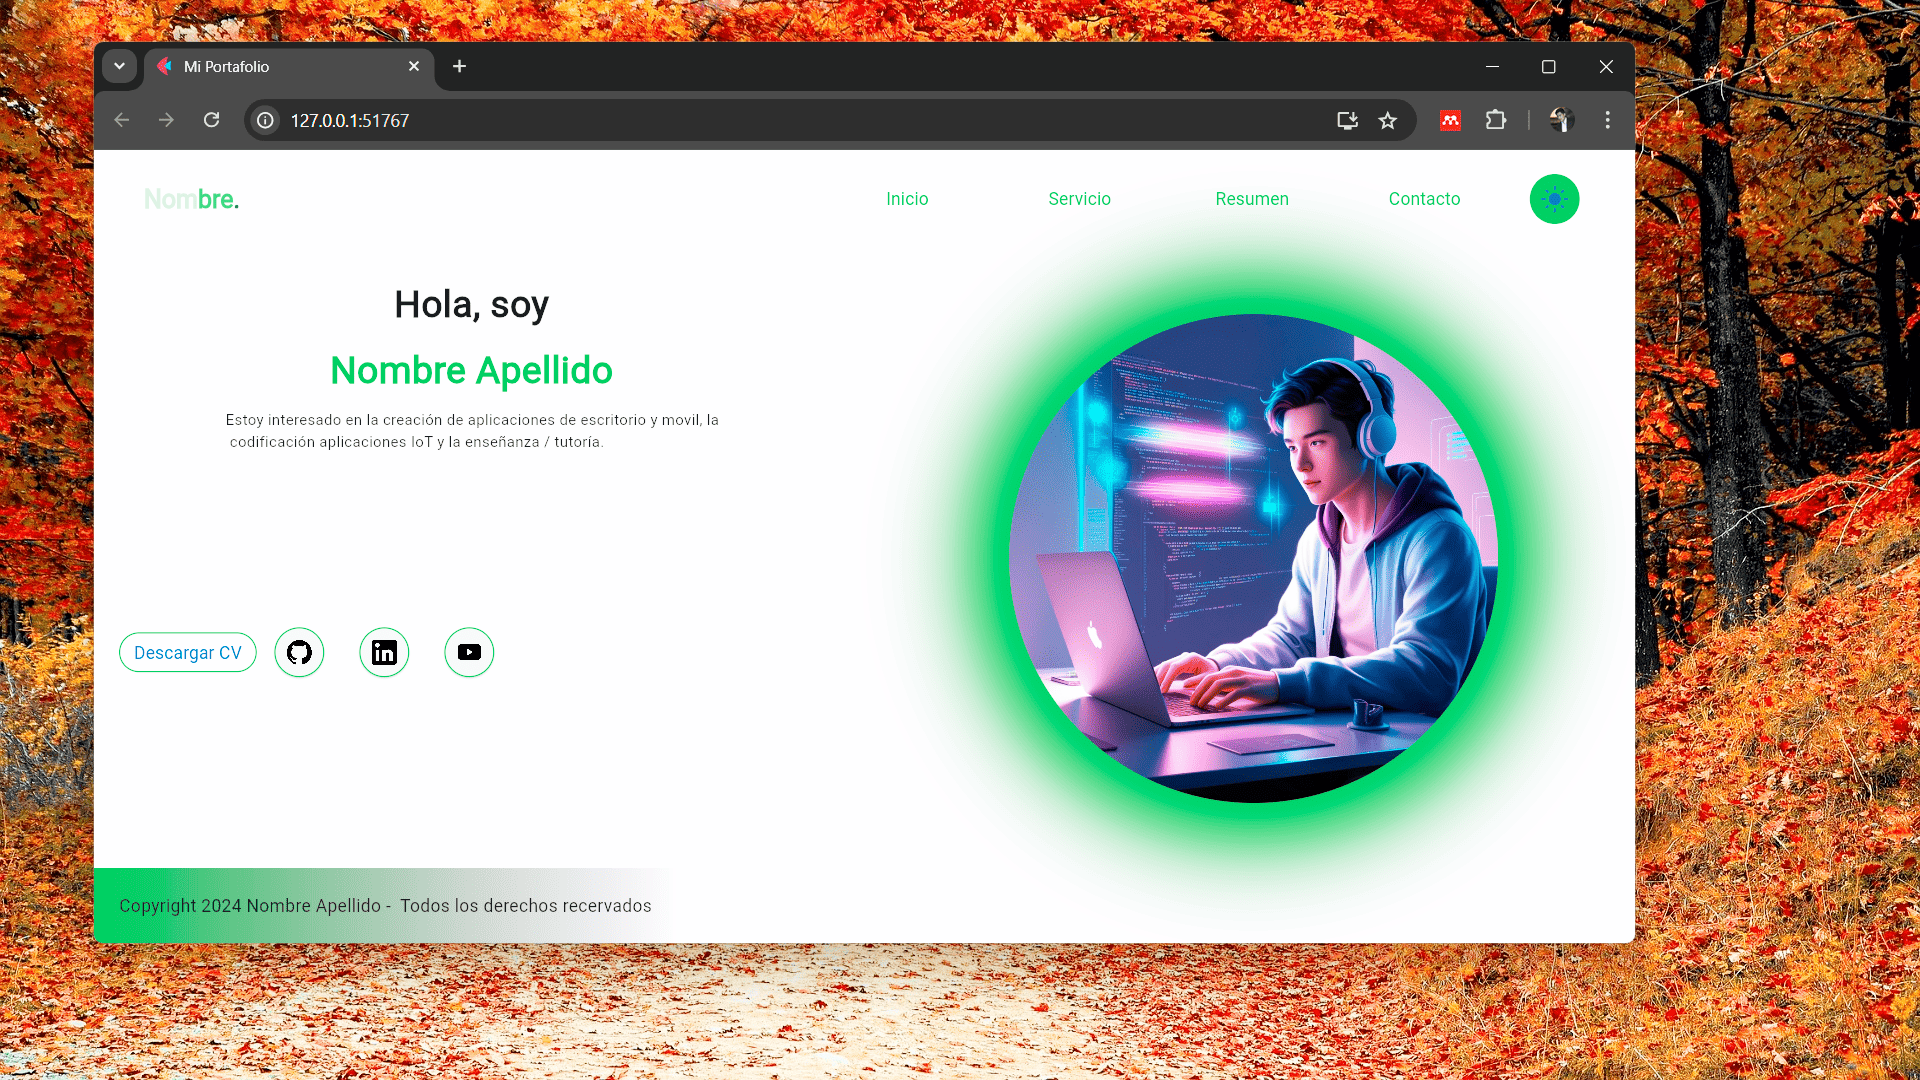 Mi Portafolio
127.0.0.1:51767
Nombre.
Inicio
Servicio
Resumen
Contacto
Hola, soy
Nombre Apellido
Estoy interesado en la creación de aplicaciones de escritorio y movil, la
codificación aplicaciones IoT y la enseñanza / tutoría.
Descargar CV
in
Copyright 2024 Nombre Apellido - Todos los derechos recervados